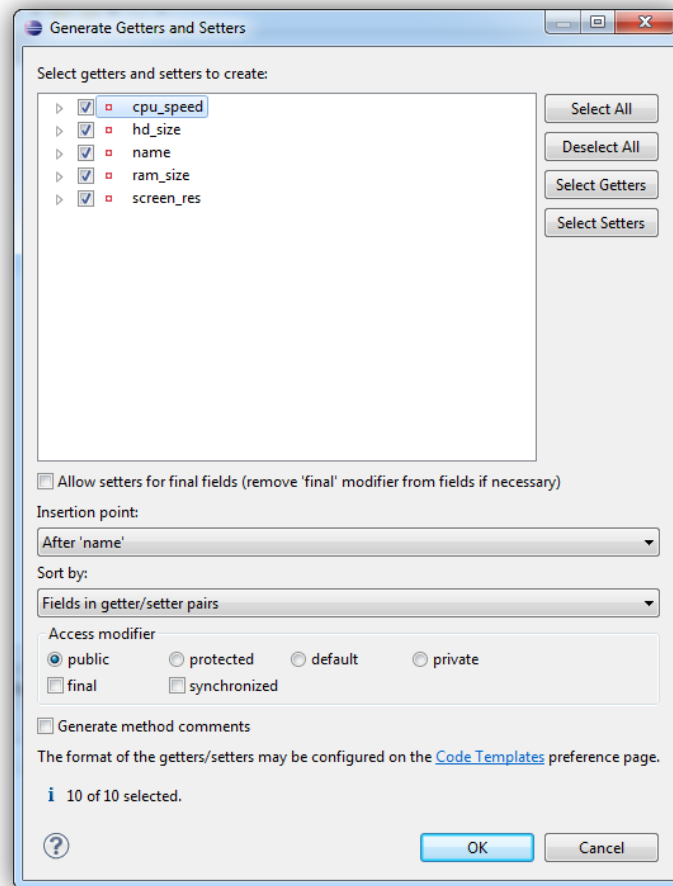 Generate Getters and Setters
Select getters and setters to create:
cpu_speed
hd_size
name
ram_size
screen_res
Select All
Deselect All
Select Getters
Select Setters
Allow setters for final fields (remove 'final' modifier from fields if necessary)
Insertion point:
After 'name'
Sort by:
Fields in getter/setter pairs
Access modifier
public protected default private
final synchronized
Generate method comments
The format of the getters/setters may be configured on the Code Templates preference page.
i 10 of 10 selected.
? OK Cancel